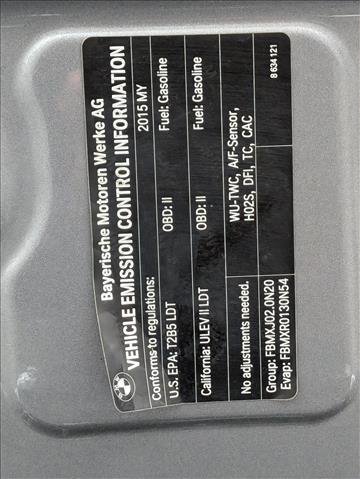 Bayerische Motoren Werke AG
VEHICLE EMISSION CONTROL INFORMATION
Conforms to regulations: 2015 MY
U.S. EPA: T2B5 LDT OBD: II Fuel: Gasoline
California: ULEV II LDT OBD: II Fuel: Gasoline
No adjustments needed. WU-TWC, A/F-Sensor,
HO2S, DFI, TC, CAC
Group: FBMXJ02.0N20
Evap: FBMXR0130N54
8 634 121